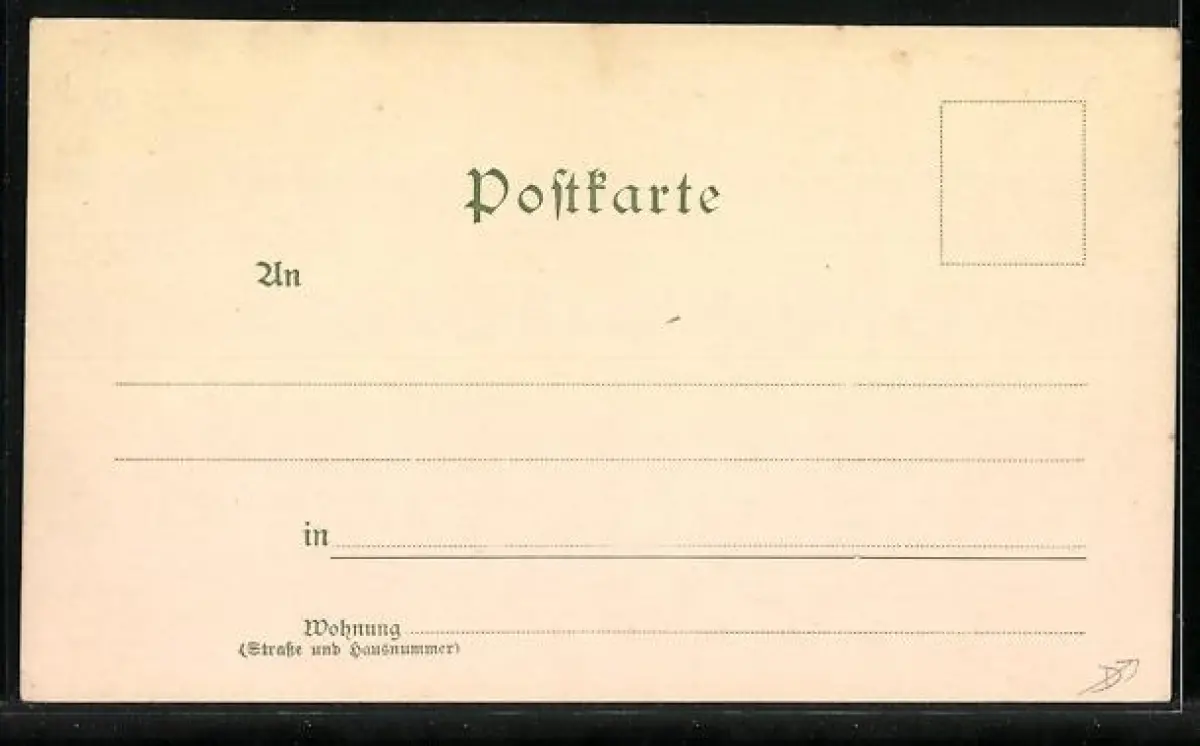 Poſtkarte
An
in
Wohnung
(Straße und Hausnummer)